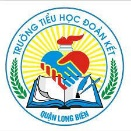 TRƯỜNG TIỂU HỌC ĐOÀN KẾT
QUẬN LONG BIÊN